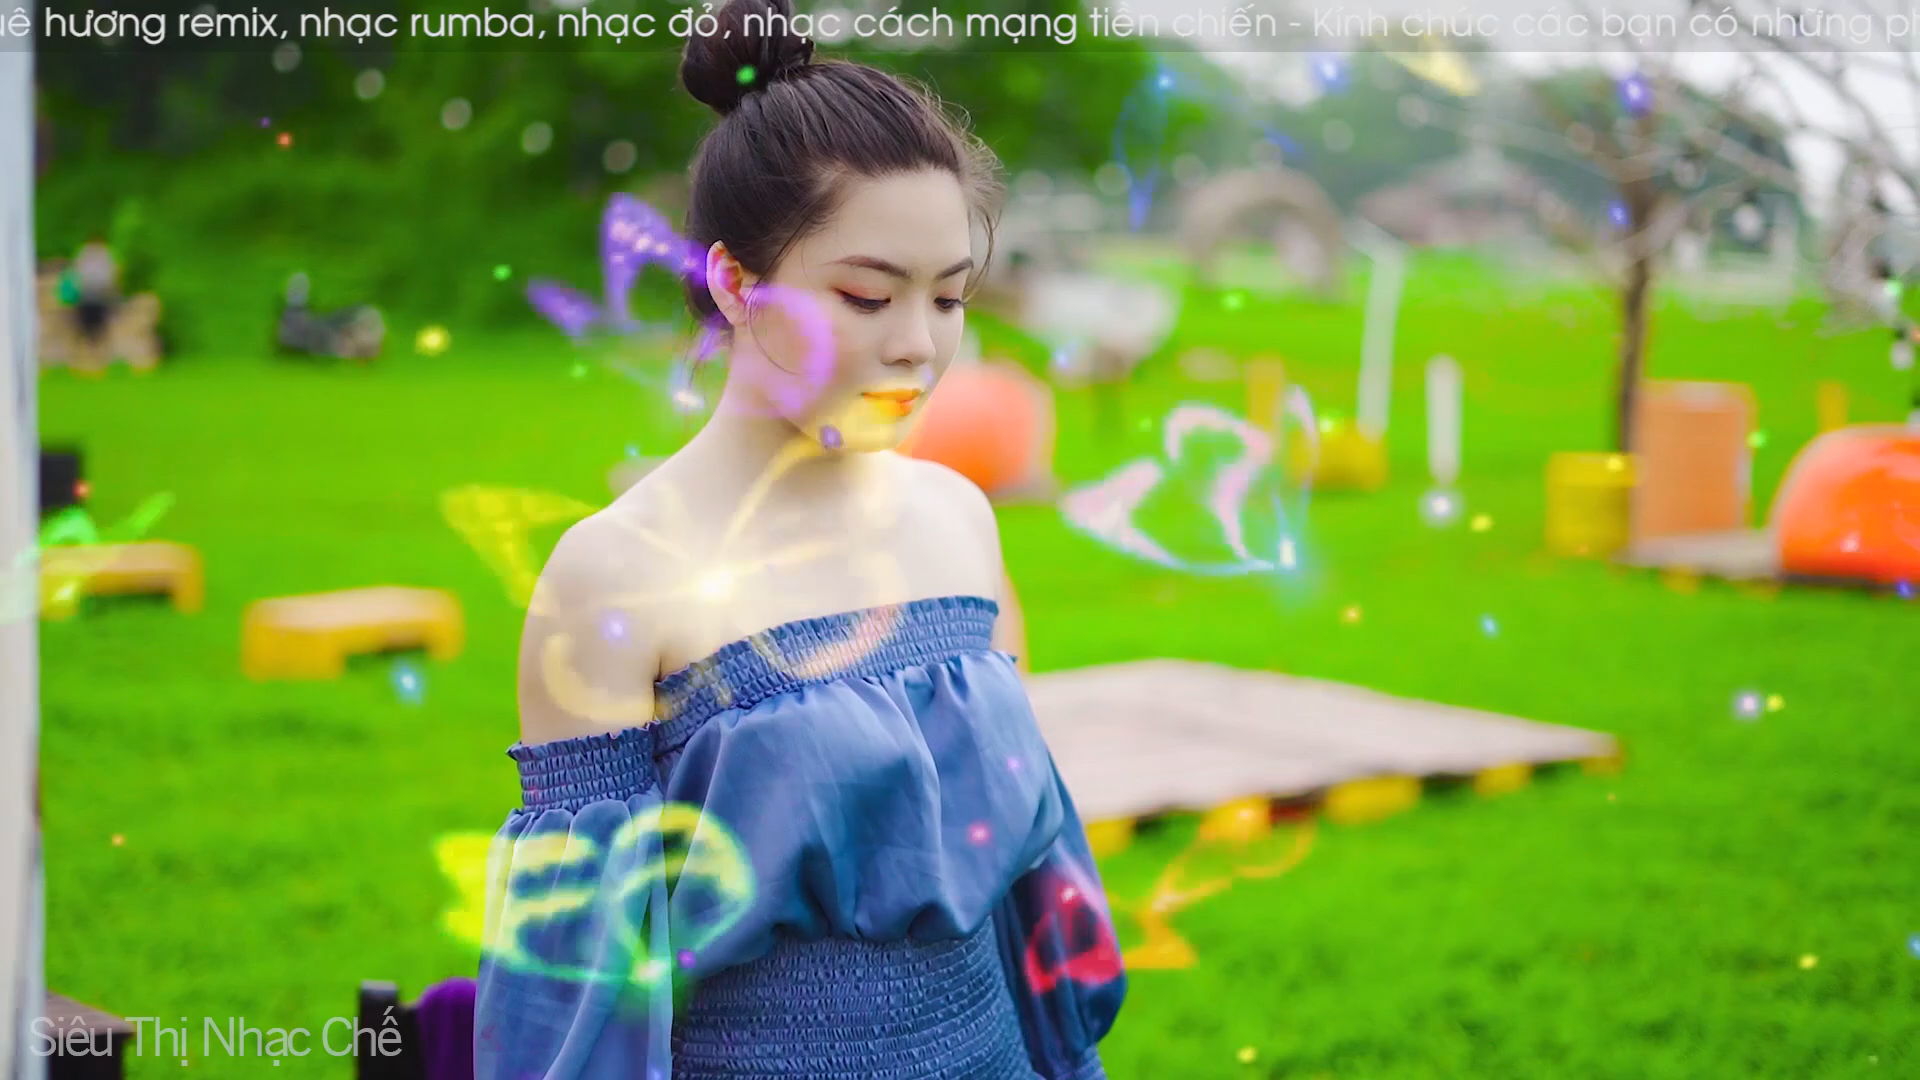 hương remix, nhạc rumba, nhạc đỏ, nhạc cách mạng tiền chiến - Kính chúc các bạn có những
Siêu Thị Nhạc Chế